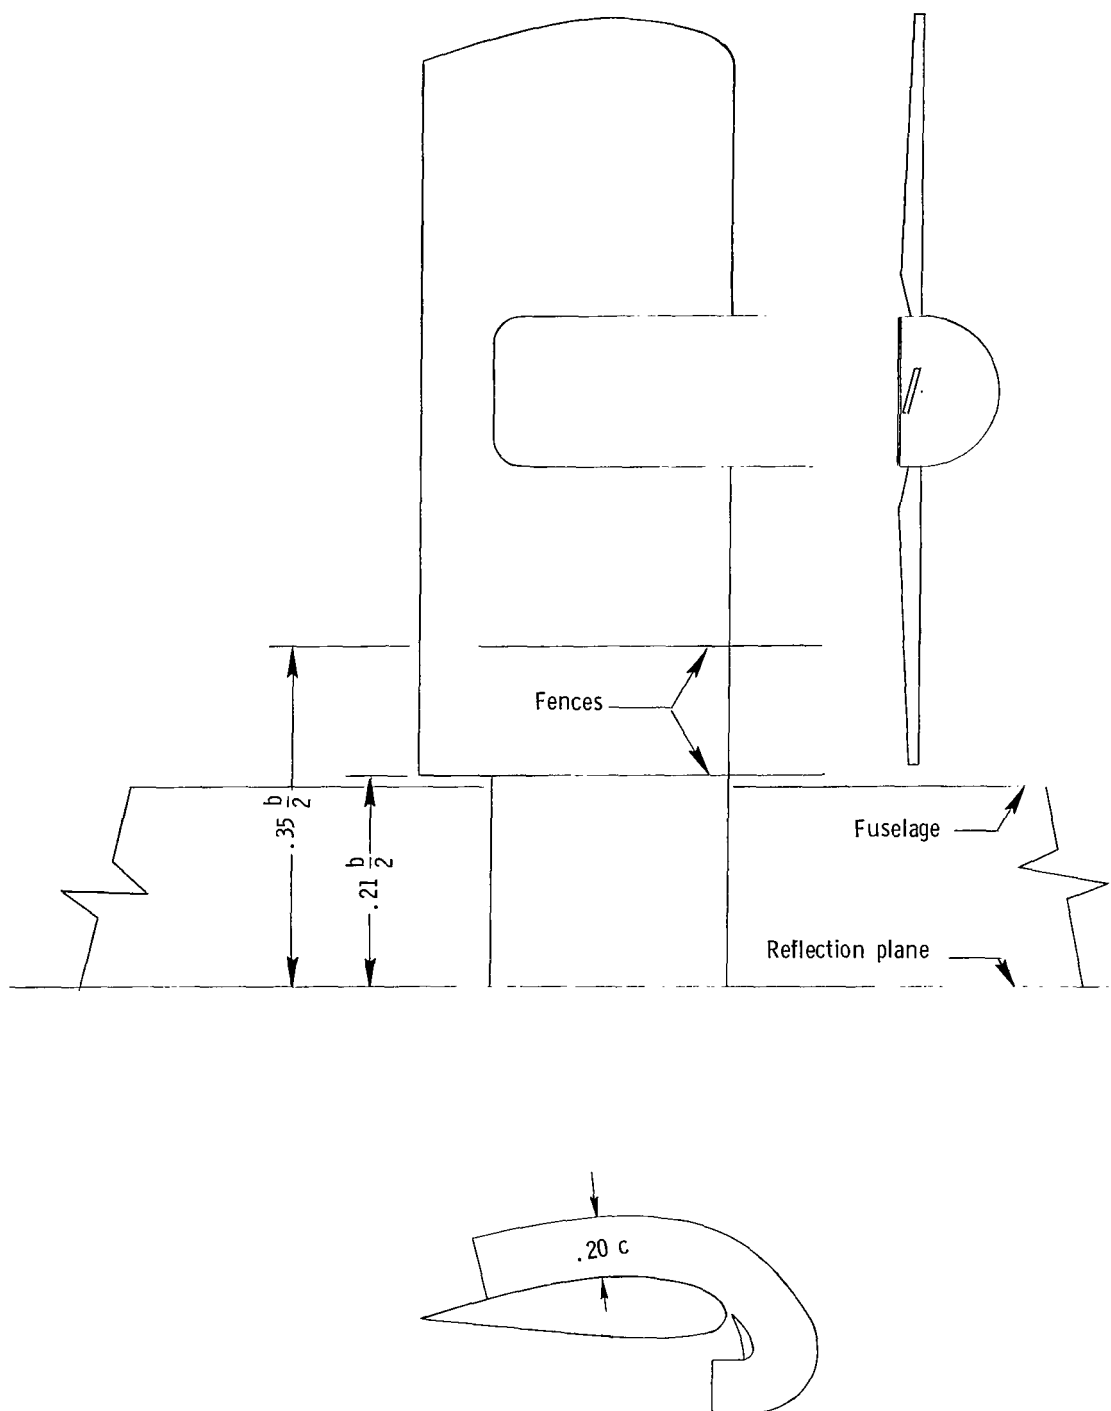 Fences
.35 b/2
.21 b/2
Fuselage
Reflection plane
.20 c